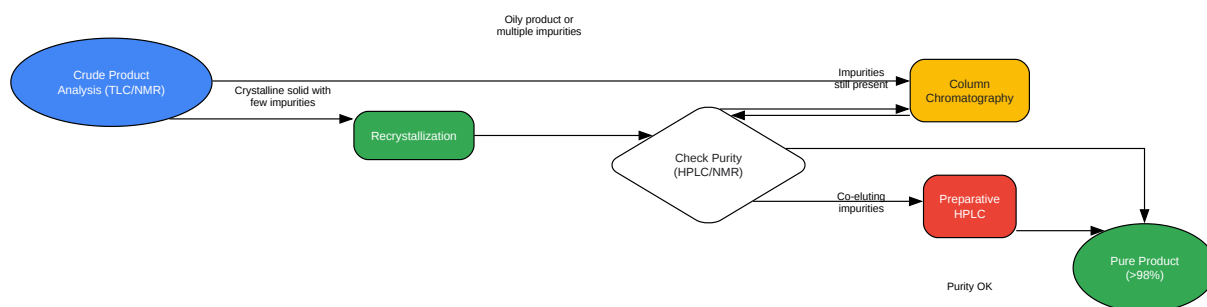 Oily product or
multiple impurities
Crude Product
Analysis (TLC/NMR)
Crystalline solid with
few impurities
Recrystallization
Impurities
still present
Column
Chromatography
Check Purity
(HPLC/NMR)
Co-eluting
impurities
Preparative
HPLC
Pure Product
(>98%)
Purity OK